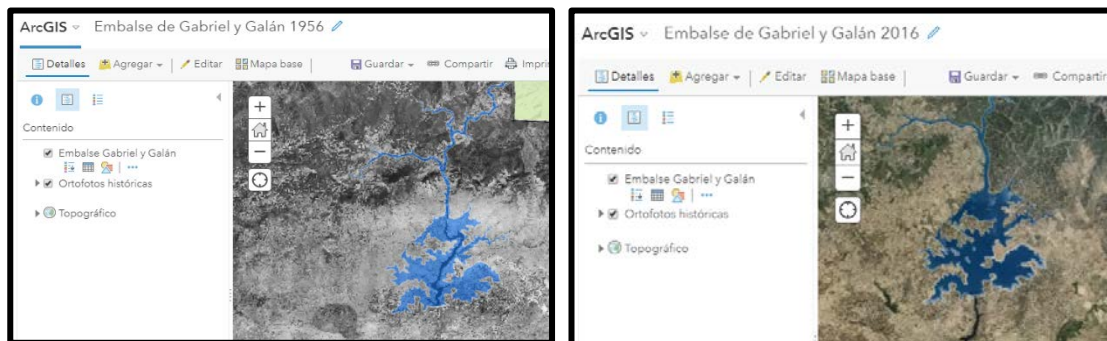 ArcGIS Embalse de Gabriel y Galán 1956
Detalles Agregar Editar Mapa base Guardar Compartir Imprim
Contenido
Embalse Gabriel y Galán
Ortofotos históricas
Topográfico
ArcGIS Embalse de Gabriel y Galán 2016
Detalles Agregar Editar Mapa base Guardar Compartir
Contenido
Embalse Gabriel y Galán
Ortofotos históricas
Topográfico